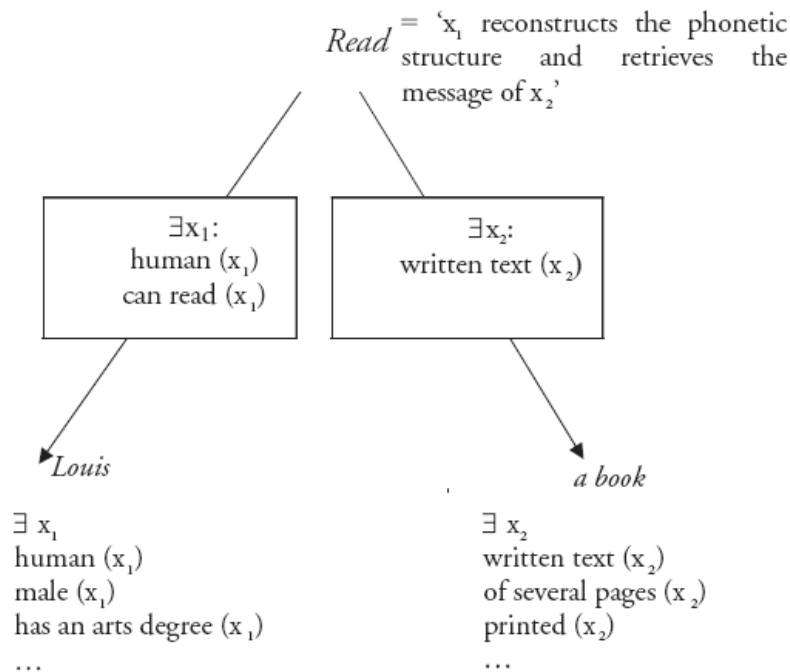 Read = ‘x₁ reconstructs the phonetic
structure and retrieves the
message of x₂’
∃x₁:
human (x₁)
can read (x₁)
∃x₂:
written text (x₂)
Louis
∃ x₁
human (x₁)
male (x₁)
has an arts degree (x₁)
…
a book
∃ x₂
written text (x₂)
of several pages (x₂)
printed (x₂)
…